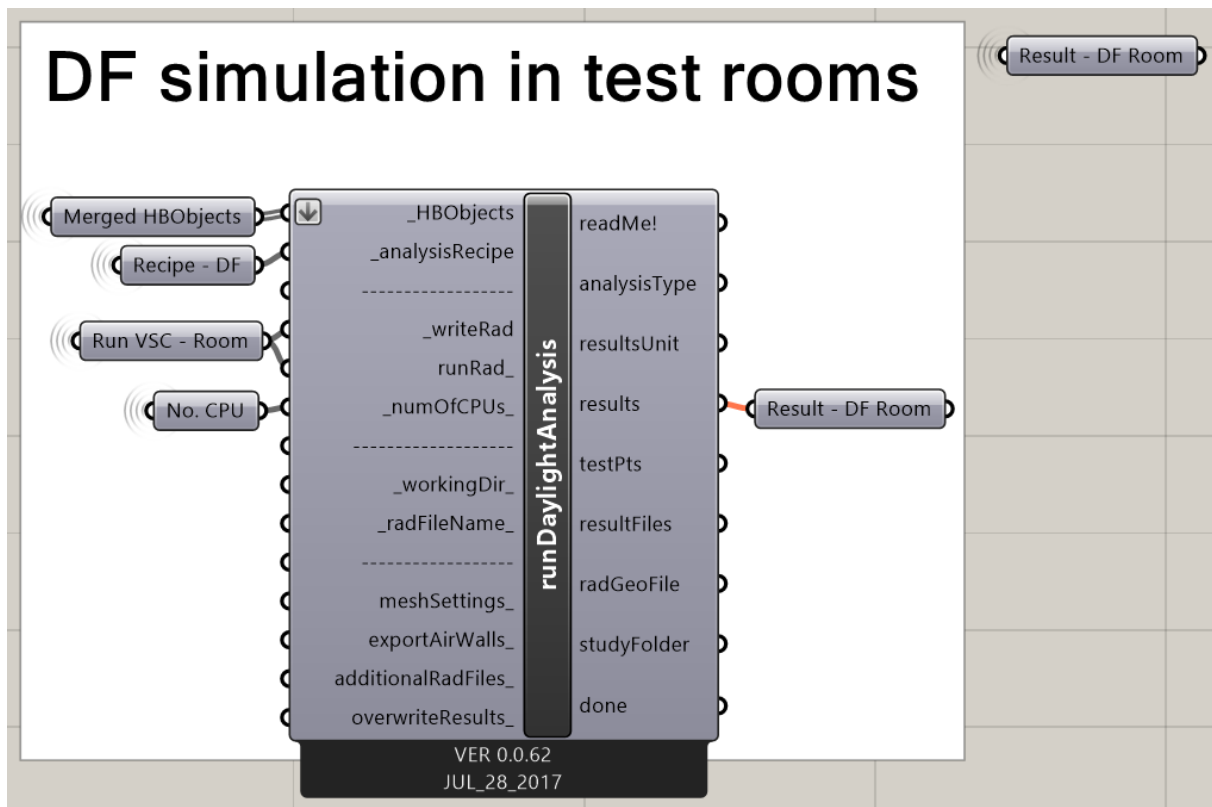 DF simulation in test rooms
Result - DF Room
Merged HBObjects
Recipe - DF
Run VSC - Room
No. CPU
_HBObjects
_analysisRecipe
------------------
_writeRad
runRad_
_numOfCPUs_
-------------------
_workingDir_
_radFileName_
------------------
meshSettings_
exportAirWalls_
additionalRadFiles_
overwriteResults_
runDaylightAnalysis
readMe!
analysisType
resultsUnit
results
testPts
resultFiles
radGeoFile
studyFolder
done
Result - DF Room
VER 0.0.62
JUL_28_2017